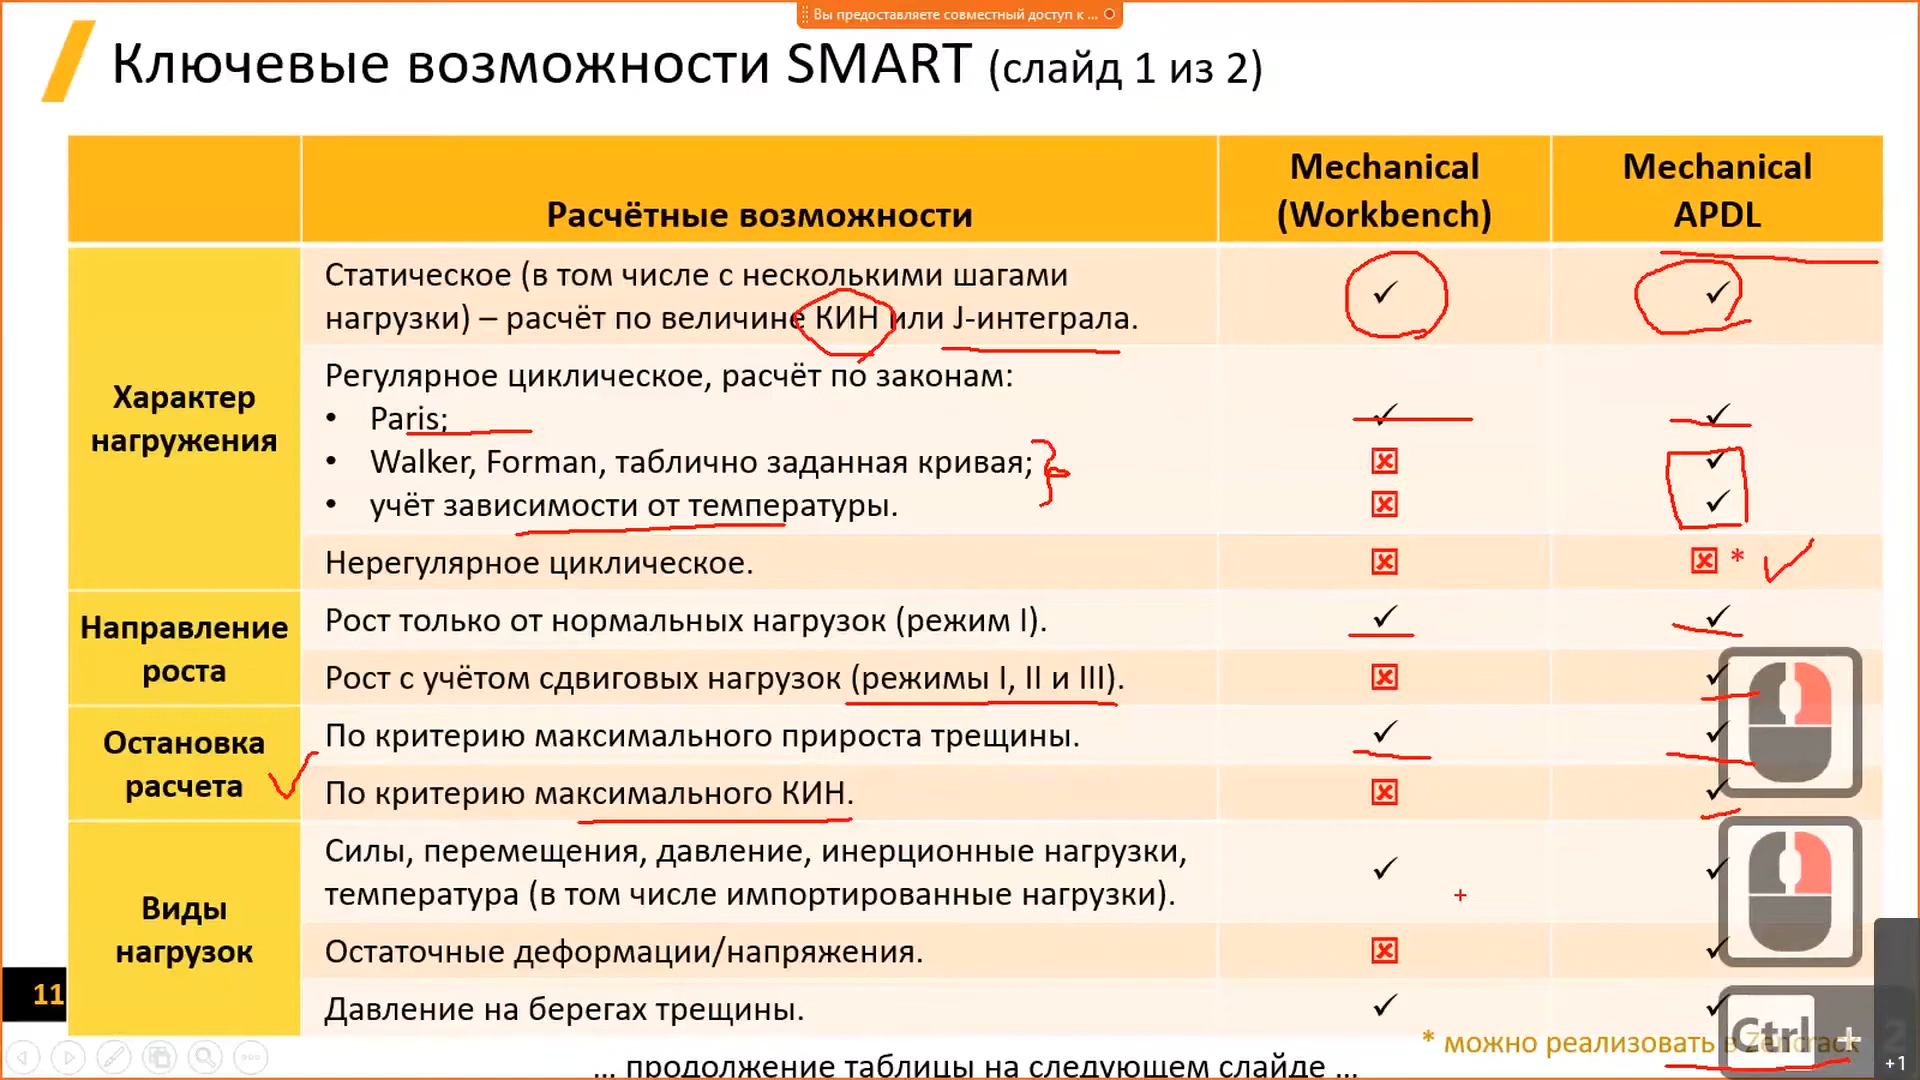 Вы предоставляете совместный доступ к ...
Ключевые возможности SMART (слайд 1 из 2)
Расчётные возможности
Mechanical
(Workbench)
Mechanical
APDL
Характер
нагружения
Статическое (в том числе с несколькими шагами
нагрузки) – расчёт по величине КИН или J-интеграла.
✓
✓
Регулярное циклическое, расчёт по законам:
• Paris;
✓
✓
• Walker, Forman, таблично заданная кривая;
☒
✓
• учёт зависимости от температуры.
☒
✓
Нерегулярное циклическое.
☒
☒ *
Направление
роста
Рост только от нормальных нагрузок (режим I).
✓
✓
Рост с учётом сдвиговых нагрузок (режимы I, II и III).
☒
✓
Остановка
расчета
По критерию максимального прироста трещины.
✓
✓
По критерию максимального КИН.
☒
✓
Виды
нагрузок
Силы, перемещения, давление, инерционные нагрузки,
температура (в том числе импортированные нагрузки).
✓
✓
Остаточные деформации/напряжения.
☒
✓
Давление на берегах трещины.
✓
✓
11
* можно реализовать в Zencrack
Ctrl + 2
+1
... продолжение таблицы на следующем слайде ...